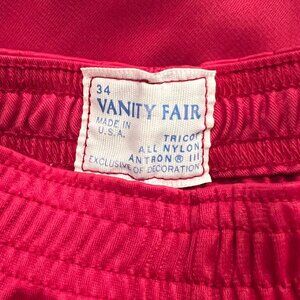 34
VANITY FAIR
MADE IN
U.S.A.
TRICOT
ALL NYLON
ANTRON® III
EXCLUSIVE OF DECORATION